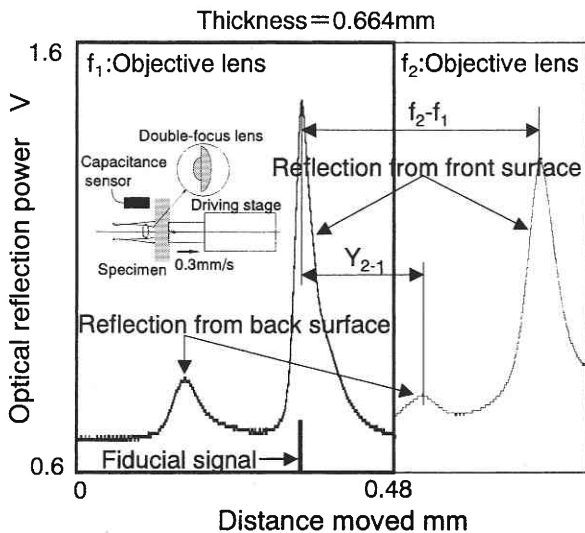 Thickness=0.664mm
1.6
f₁:Objective lens
f₂:Objective lens
f₂-f₁
Double-focus lens
Capacitance
sensor
Reflection from front surface
Driving stage
Specimen
0.3mm/s
Y₂₋₁
Reflection from back surface
Fiducial signal
0.6
0
0.48
Distance moved mm
Optical reflection power V